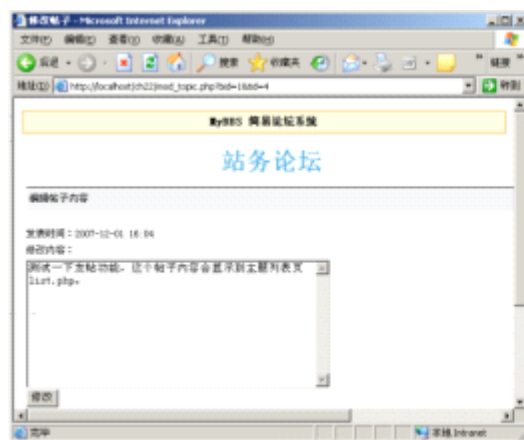 修改帖子 - Microsoft Internet Explorer
文件(F) 编辑(E) 查看(V) 收藏(A) 工具(T) 帮助(H)
后退 搜索 收藏夹 链接
地址(D) http://localhost/ch22/mod_topic.php?bid=1&tid=4 转到
MyBBS 简易论坛系统
站务论坛
编辑帖子内容
发表时间：2007-12-01 16:04
修改内容：
测试一下发帖功能，这个帖子内容会显示到主题列表页
list.php。
修改
完毕 本地 Intranet